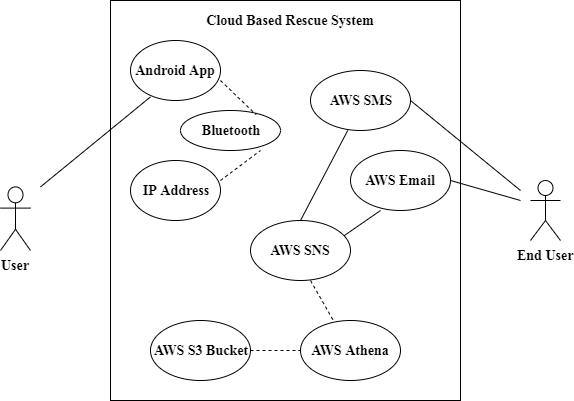 Cloud Based Rescue System
Android App
AWS SMS
Bluetooth
IP Address
AWS Email
User
AWS SNS
End User
AWS S3 Bucket
AWS Athena